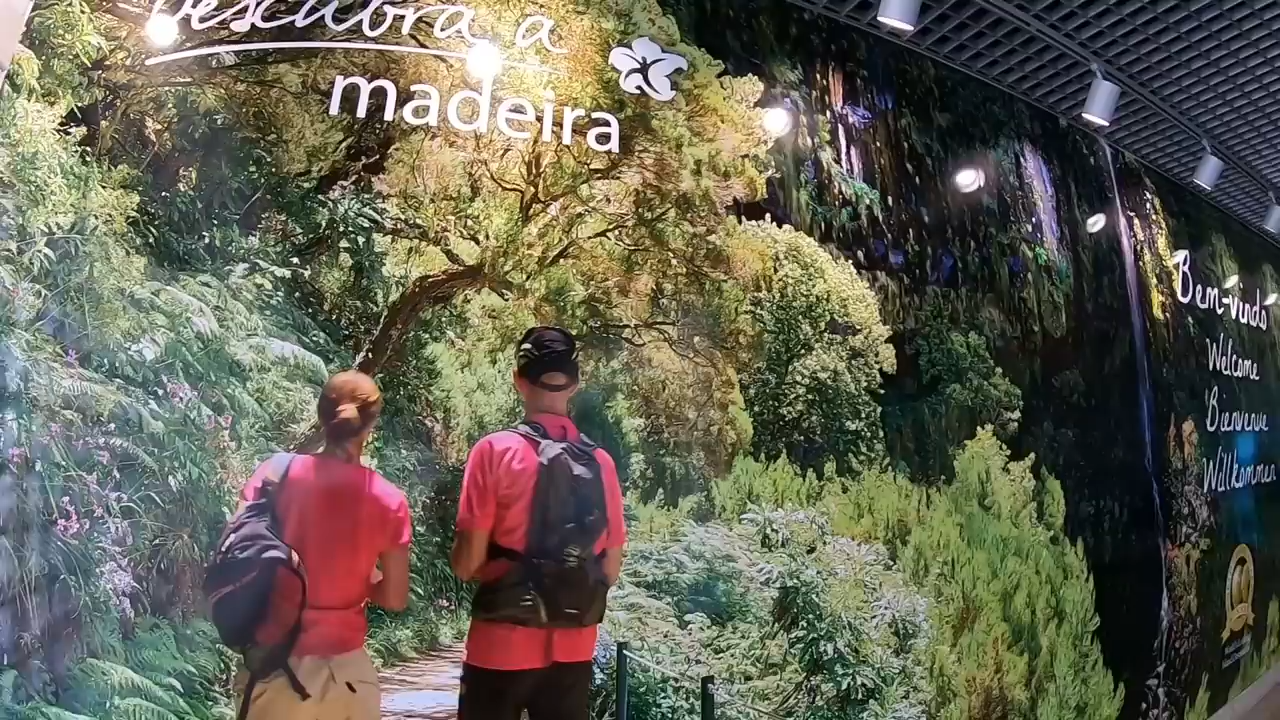 Descubra a
madeira
Bem-vindo
Welcome
Bienvenue
Willkommen